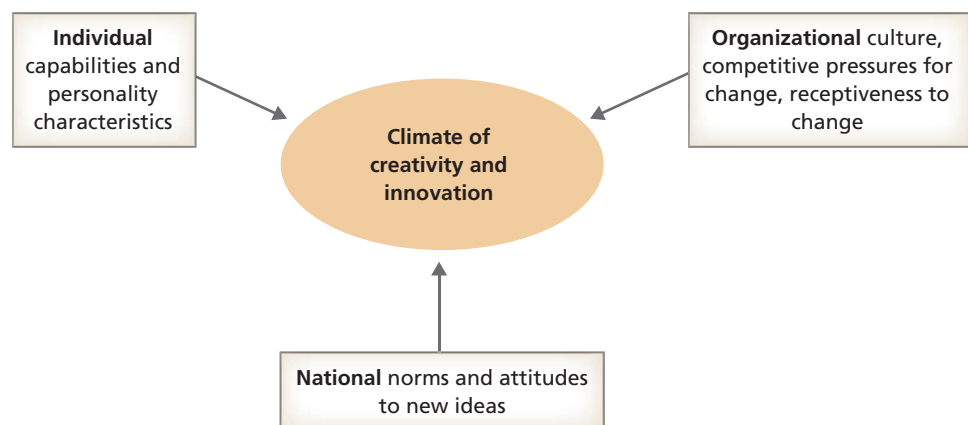 Individual
capabilities and
personality
characteristics
Organizational culture,
competitive pressures for
change, receptiveness to
change
Climate of
creativity and
innovation
National norms and attitudes
to new ideas